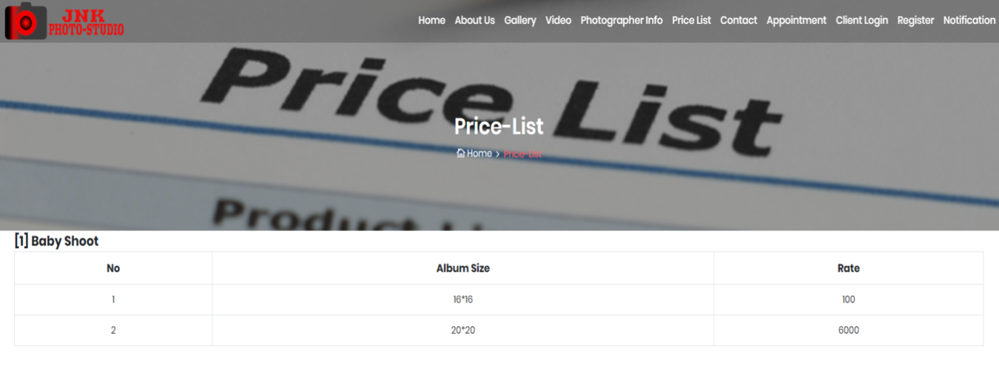 JNK
PHOTO-STUDIO
Home About Us Gallery Video Photographer Info Price List Contact Appointment Client Login Register Notification
Price List
Price-List
Home > Price-List
Product
[1] Baby Shoot
No Album Size Rate
1 16*16 100
2 20*20 6000